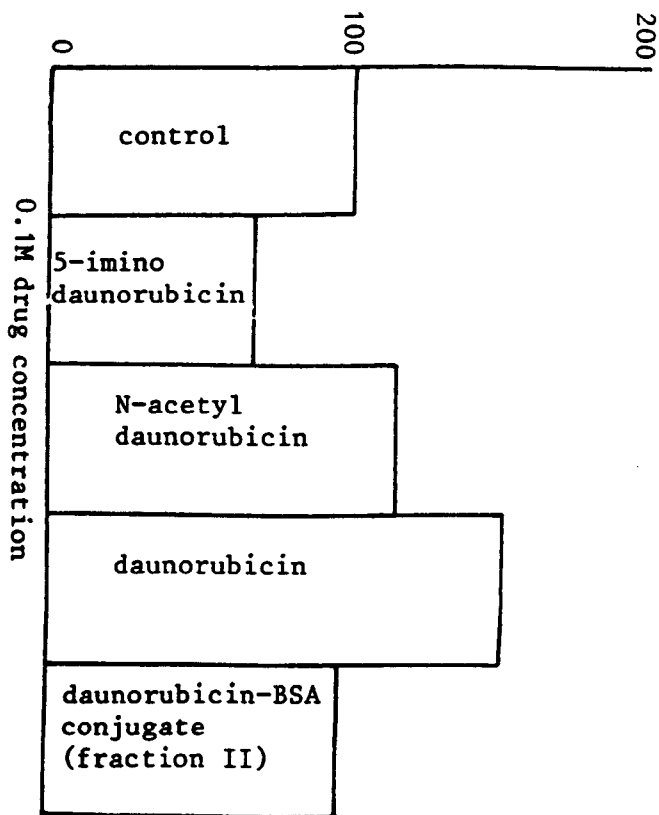 0
100
200
control
5-imino
daunorubicin
N-acetyl
daunorubicin
daunorubicin
daunorubicin-BSA
conjugate
(fraction II)
0.1M drug concentration